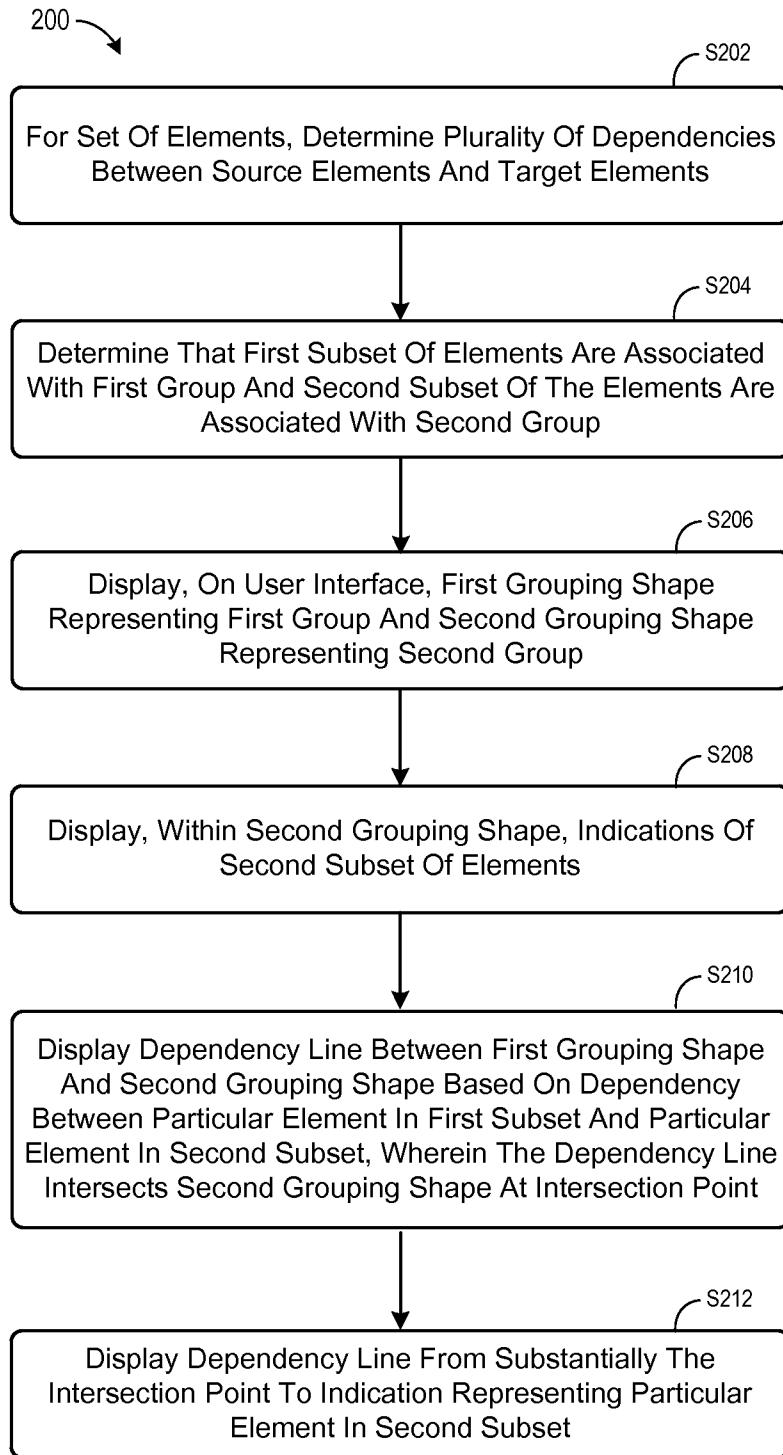 200
S202
For Set Of Elements, Determine Plurality Of Dependencies
Between Source Elements And Target Elements
S204
Determine That First Subset Of Elements Are Associated
With First Group And Second Subset Of The Elements Are
Associated With Second Group
S206
Display, On User Interface, First Grouping Shape
Representing First Group And Second Grouping Shape
Representing Second Group
S208
Display, Within Second Grouping Shape, Indications Of
Second Subset Of Elements
S210
Display Dependency Line Between First Grouping Shape
And Second Grouping Shape Based On Dependency
Between Particular Element In First Subset And Particular
Element In Second Subset, Wherein The Dependency Line
Intersects Second Grouping Shape At Intersection Point
S212
Display Dependency Line From Substantially The
Intersection Point To Indication Representing Particular
Element In Second Subset